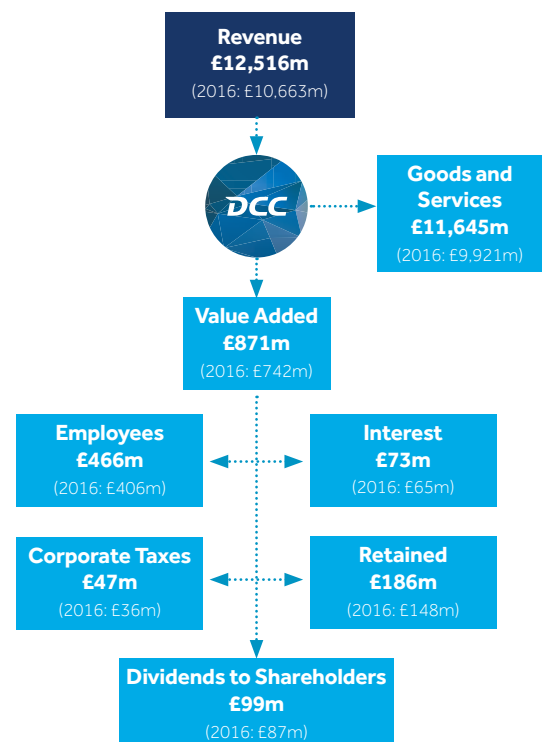 Revenue
£12,516m
(2016: £10,663m)
DCC
Goods and
Services
£11,645m
(2016: £9,921m)
Value Added
£871m
(2016: £742m)
Employees
£466m
(2016: £406m)
Interest
£73m
(2016: £65m)
Corporate Taxes
£47m
(2016: £36m)
Retained
£186m
(2016: £148m)
Dividends to Shareholders
£99m
(2016: £87m)